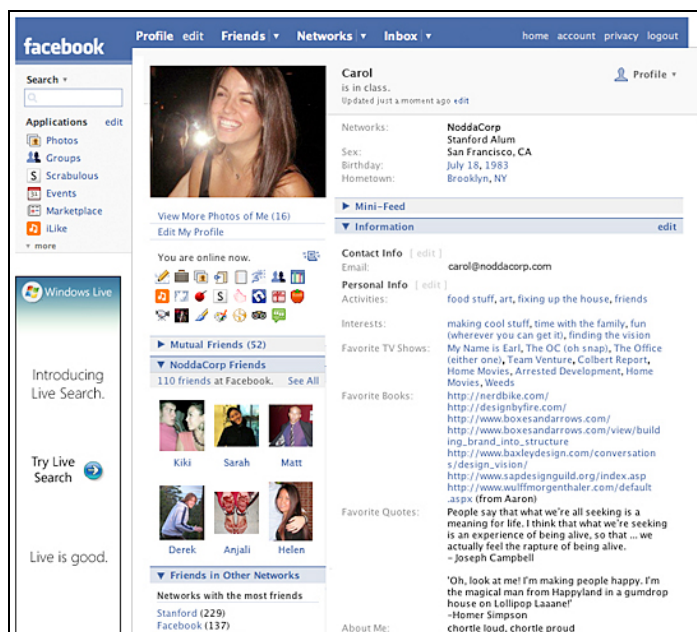 facebook
Profile edit Friends ▾ Networks ▾ Inbox ▾
home account privacy logout
Search ▾
Applications edit
Photos
Groups
Scrabulous
Events
Marketplace
iLike
▾ more
Windows Live
Introducing
Live Search.
Try Live
Search
Live is good.
View More Photos of Me (16)
Edit My Profile
You are online now.
▶ Mutual Friends (52)
▼ NoddaCorp Friends
110 friends at Facebook. See All
Kiki Sarah Matt
Derek Anjali Helen
▼ Friends in Other Networks
Networks with the most friends
Stanford (229)
Facebook (137)
Carol
is in class.
Updated just a moment ago edit
Profile ▾
Networks: NoddaCorp
Stanford Alum
Sex: San Francisco, CA
Birthday: July 18, 1983
Hometown: Brooklyn, NY
▶ Mini-Feed
▼ Information edit
Contact Info [ edit ]
Email: carol@noddacorp.com
Personal Info [ edit ]
Activities: food stuff, art, fixing up the house, friends
Interests: making cool stuff, time with the family, fun
(wherever you can get it), finding the vision
Favorite TV Shows: My Name is Earl, The OC (oh snap), The Office
(either one), Team Venture, Colbert Report,
Home Movies, Arrested Development, Home
Movies, Weeds
Favorite Books: http://nerdbike.com/
http://designbyfire.com/
http://www.boxesandarrows.com/
http://www.boxesandarrows.com/view/build
ing_brand_into_structure
http://www.baxleydesign.com/conversation
s/design_vision/
http://www.sapdesignguild.org/index.asp
http://www.wulffmorgenthaler.com/default
.aspx (from Aaron)
Favorite Quotes: People say that what we're all seeking is a
meaning for life. I think that what we're seeking
is an experience of being alive, so that ... we
actually feel the rapture of being alive.
– Joseph Campbell
'Oh, look at me! I'm making people happy. I'm
the magical man from Happyland in a gumdrop
house on Lollipop Laaane!'
–Homer Simpson
About Me: chortle loud, chortle proud